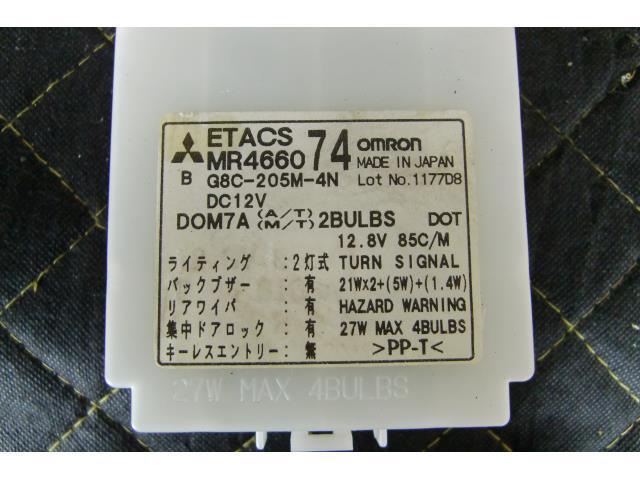 ETACS 74 OMRON
MR4660 MADE IN JAPAN
B G8C-205M-4N Lot No.1177D8
DC12V
DOM7A (A/T) (M/T) 2BULBS DOT
12.8V 85C/M
ライティング :2灯式 TURN SIGNAL
バックブザー :有 21W×2+(5W)+(1.4W)
リアワイパ :有 HAZARD WARNING
集中ドアロック :有 27W MAX 4BULBS
キーレスエントリー:無 >PP-T<
27W MAX 4BULBS